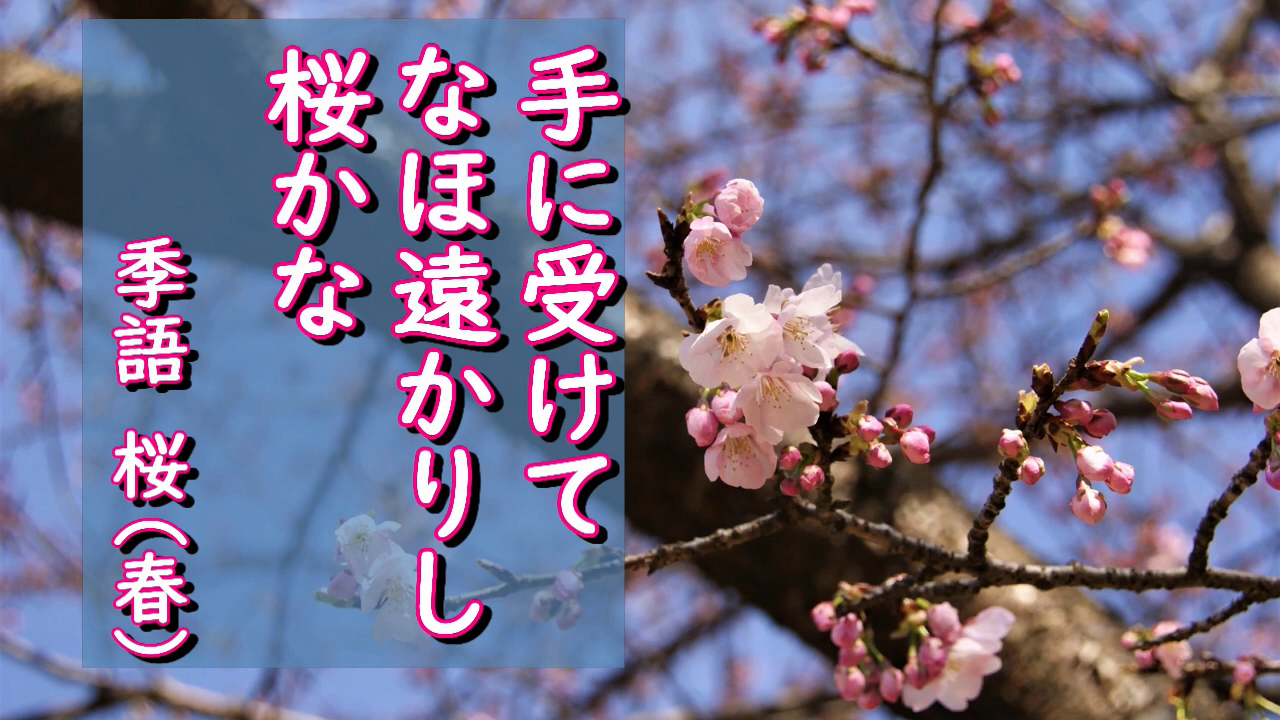 手に受けて
なほ遠かりし
桜かな
季語 桜(春)